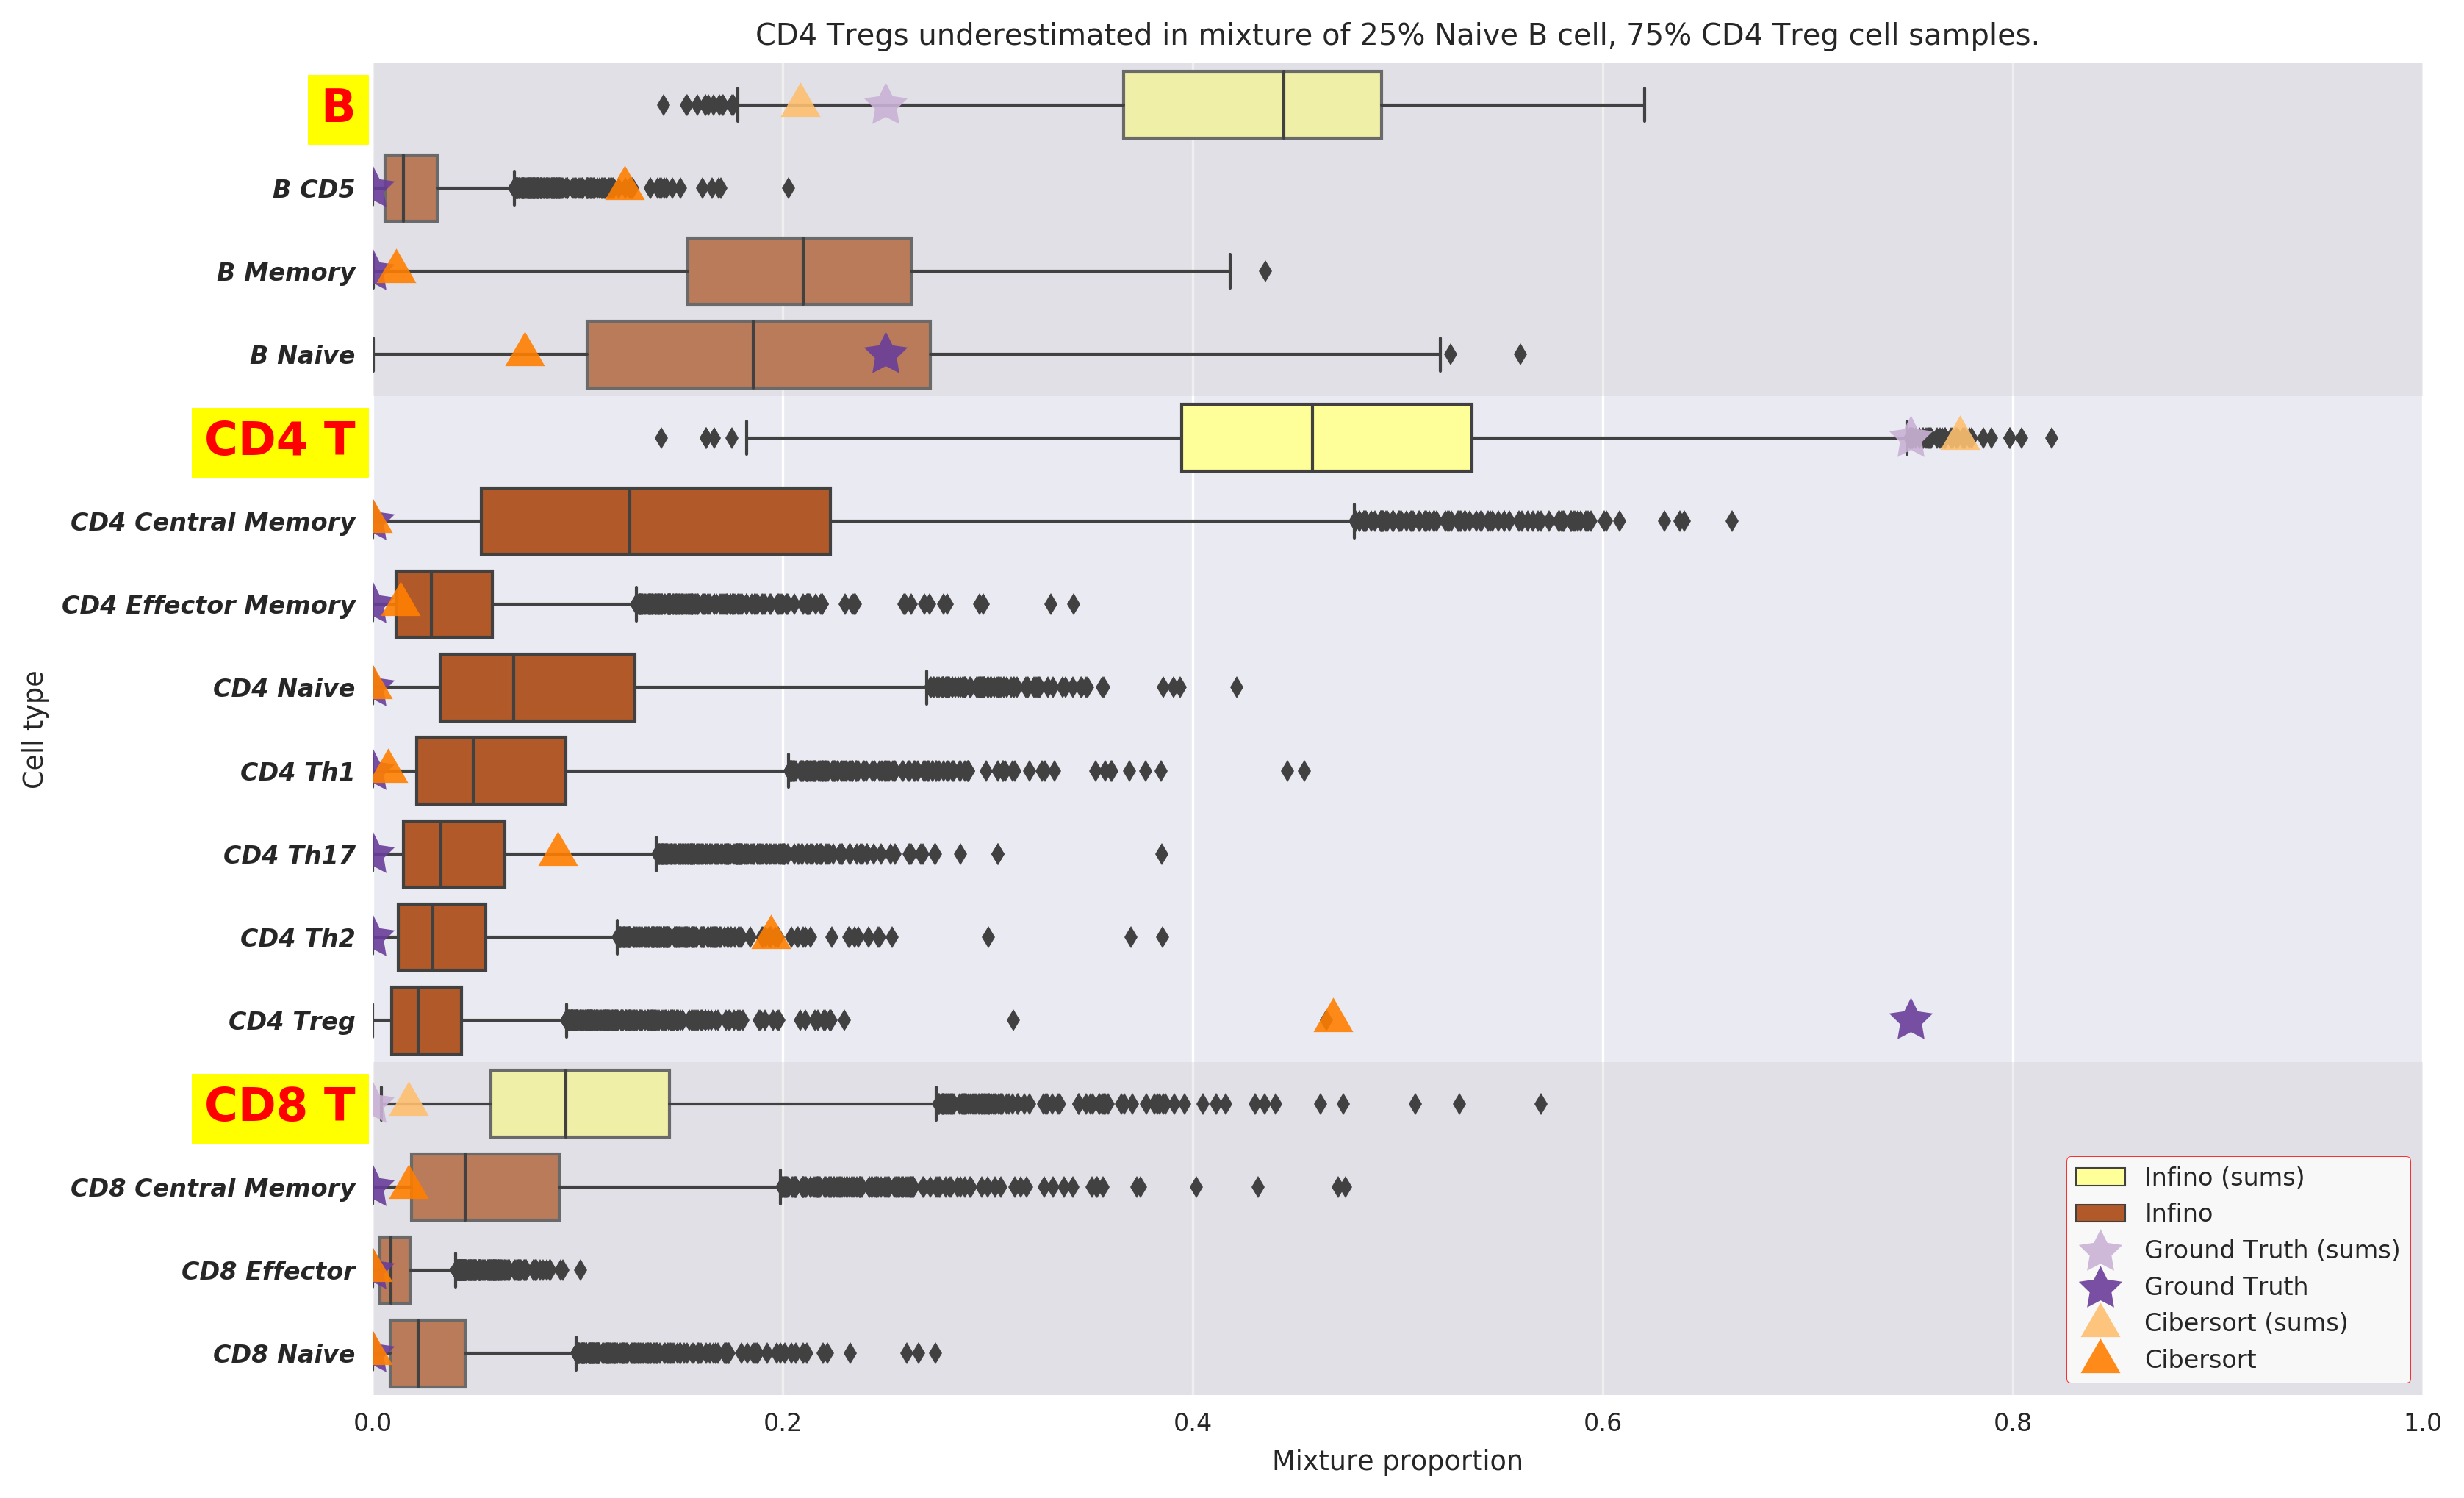 CD4 Tregs underestimated in mixture of 25% Naive B cell, 75% CD4 Treg cell samples.
B
B CD5
B Memory
B Naive
CD4 T
CD4 Central Memory
CD4 Effector Memory
CD4 Naive
CD4 Th1
CD4 Th17
CD4 Th2
CD4 Treg
CD8 T
CD8 Central Memory
CD8 Effector
CD8 Naive
Cell type
Infino (sums)
Infino
Ground Truth (sums)
Ground Truth
Cibersort (sums)
Cibersort
0.0 0.2 0.4 0.6 0.8 1.0
Mixture proportion